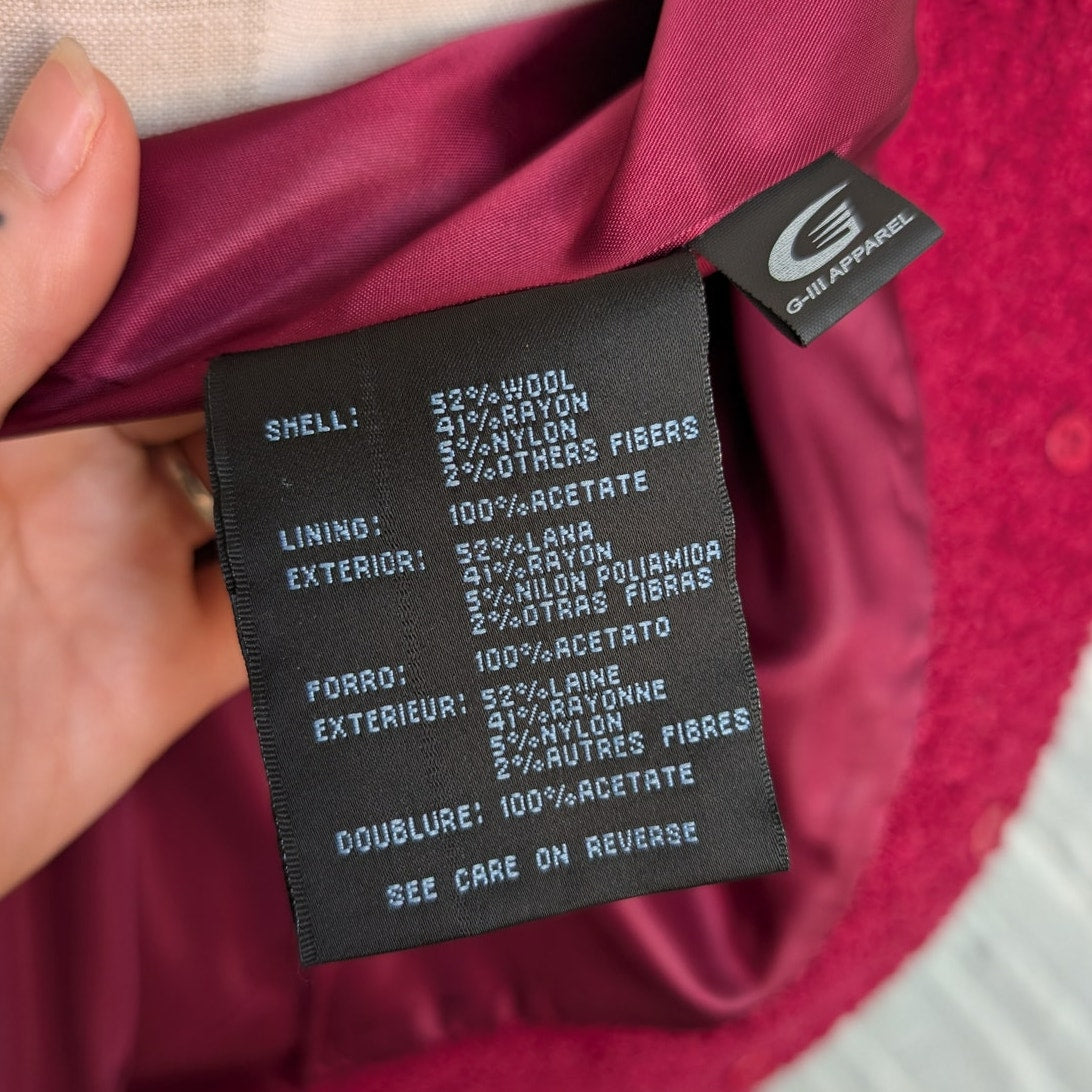 G-III APPAREL
SHELL: 52%WOOL
41%RAYON
5%NYLON
2%OTHERS FIBERS
LINING: 100%ACETATE
EXTERIOR: 52%LANA
41%RAYON
5%NILON POLIAMIDA
2%OTRAS FIBRAS
FORRO: 100%ACETATO
EXTERIEUR: 52%LAINE
41%RAYONNE
5%NYLON
2%AUTRES FIBRES
DOUBLURE: 100%ACETATE
SEE CARE ON REVERSE